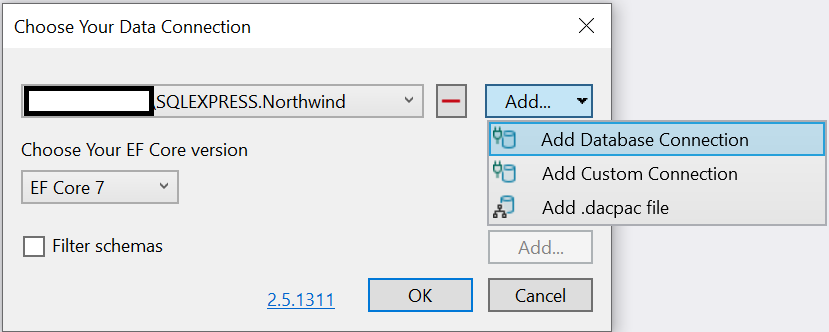 Choose Your Data Connection
\SQLEXPRESS.Northwind
Add...
Add Database Connection
Choose Your EF Core version
Add Custom Connection
EF Core 7
Add .dacpac file
Filter schemas
Add...
2.5.1311
OK
Cancel